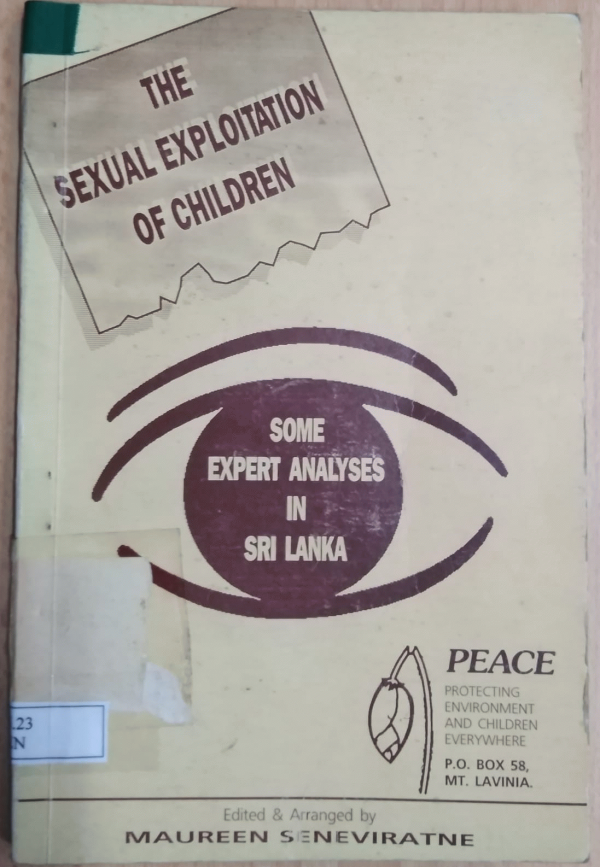 THE
SEXUAL EXPLOITATION
OF CHILDREN
SOME
EXPERT ANALYSES
IN
SRI LANKA
PEACE
PROTECTING
ENVIRONMENT
AND CHILDREN
EVERYWHERE
P.O. BOX 58,
MT. LAVINIA.
.23
N
Edited & Arranged by
MAUREEN SENEVIRATNE